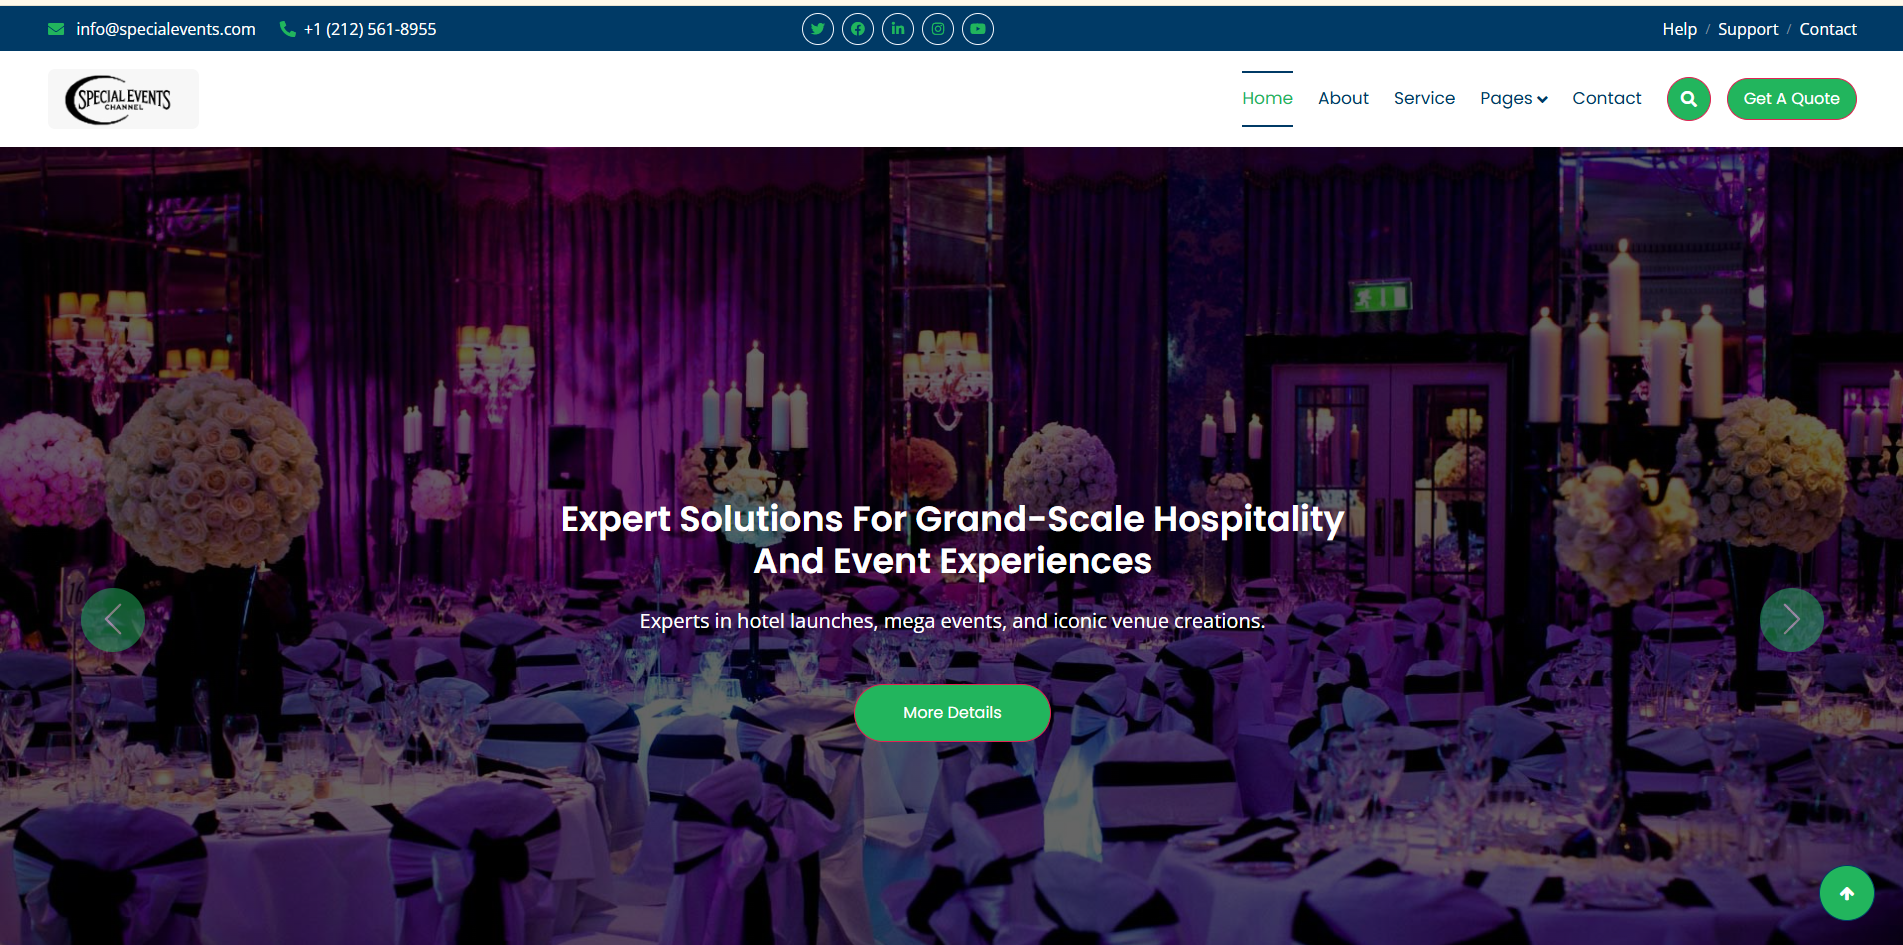 info@specialevents.com
+1 (212) 561-8955
Help / Support / Contact
SPECIAL EVENTS
CHANNEL
Home
About
Service
Pages
Contact
Get A Quote
16
Expert Solutions For Grand-Scale Hospitality
And Event Experiences
Experts in hotel launches, mega events, and iconic venue creations.
More Details